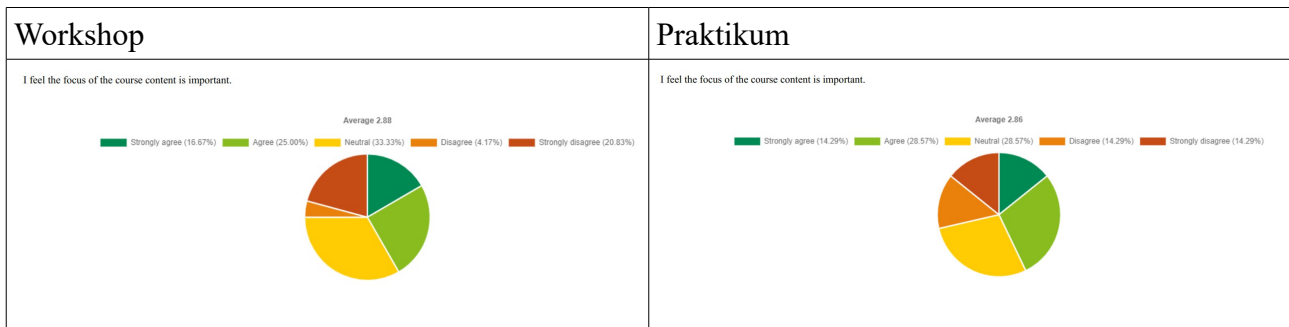 Workshop
Praktikum
I feel the focus of the course content is important.
Average 2.88
Strongly agree (16.67%) Agree (25.00%) Neutral (33.33%) Disagree (4.17%) Strongly disagree (20.83%)
I feel the focus of the course content is important.
Average 2.86
Strongly agree (14.29%) Agree (28.57%) Neutral (28.57%) Disagree (14.29%) Strongly disagree (14.29%)